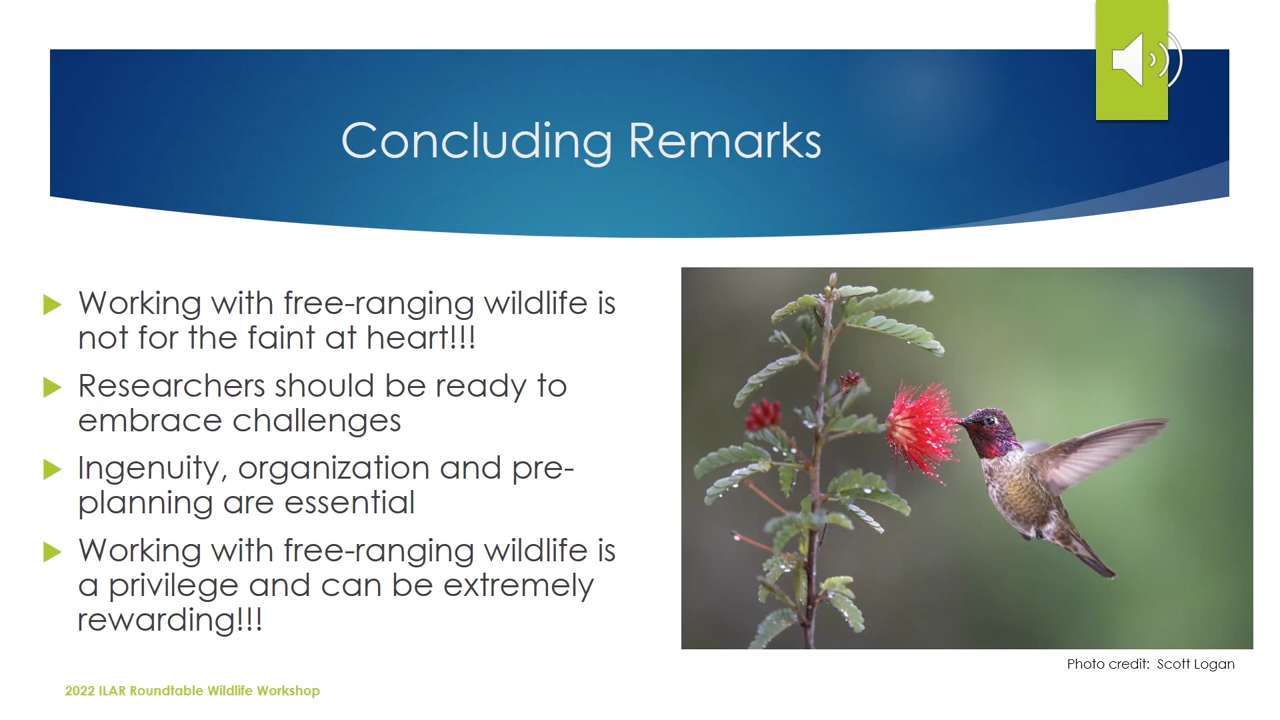 Concluding Remarks
Working with free-ranging wildlife is
not for the faint at heart!!!
Researchers should be ready to
embrace challenges
Ingenuity, organization and pre-
planning are essential
Working with free-ranging wildlife is
a privilege and can be extremely
rewarding!!!
Photo credit:  Scott Logan
2022 ILAR Roundtable Wildlife Workshop